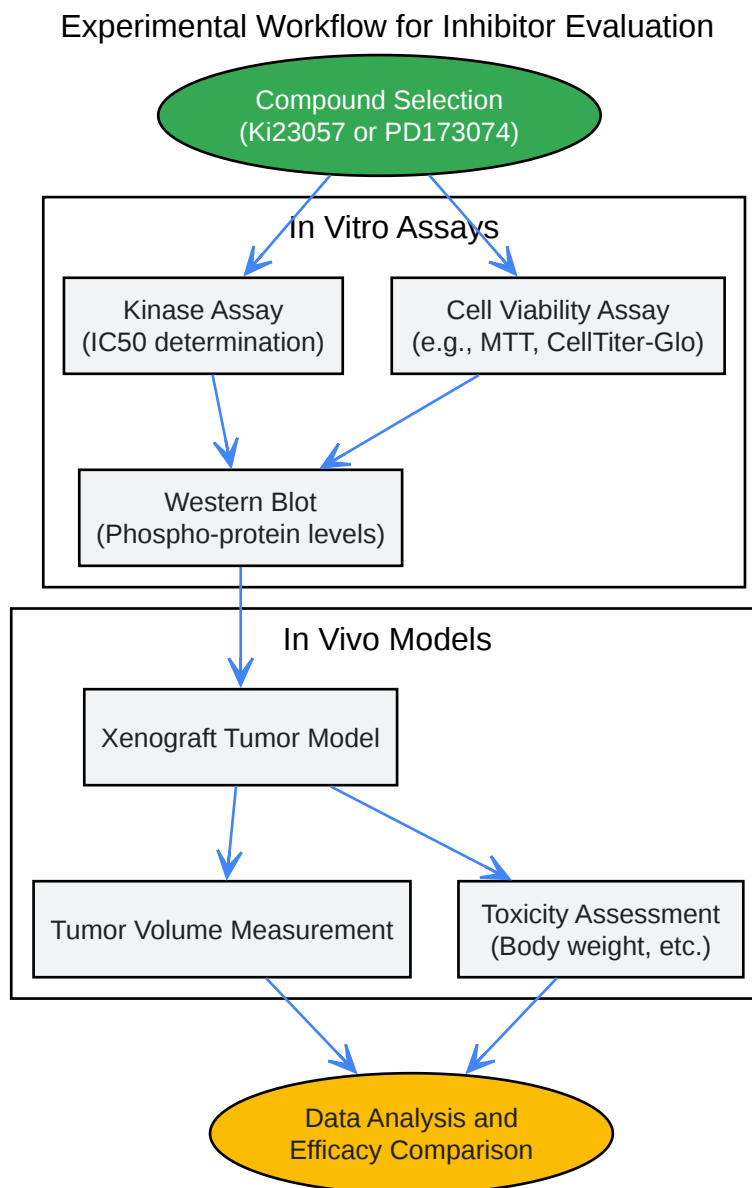 Experimental Workflow for Inhibitor Evaluation
Compound Selection
(Ki23057 or PD173074)
In Vitro Assays
Kinase Assay
(IC50 determination)
Cell Viability Assay
(e.g., MTT, CellTiter-Glo)
Western Blot
(Phospho-protein levels)
In Vivo Models
Xenograft Tumor Model
Tumor Volume Measurement
Toxicity Assessment
(Body weight, etc.)
Data Analysis and
Efficacy Comparison